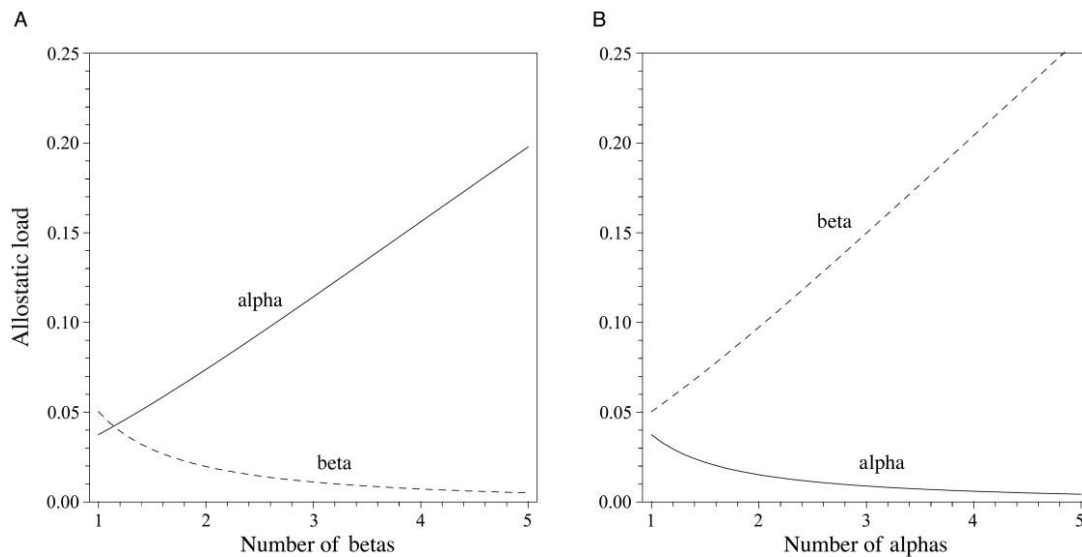 A
B
0.25
0.20
0.15
0.10
0.05
0.00
Allostatic load
alpha
beta
1 2 3 4 5
Number of betas
0.25
0.20
0.15
0.10
0.05
0.00
beta
alpha
1 2 3 4 5
Number of alphas